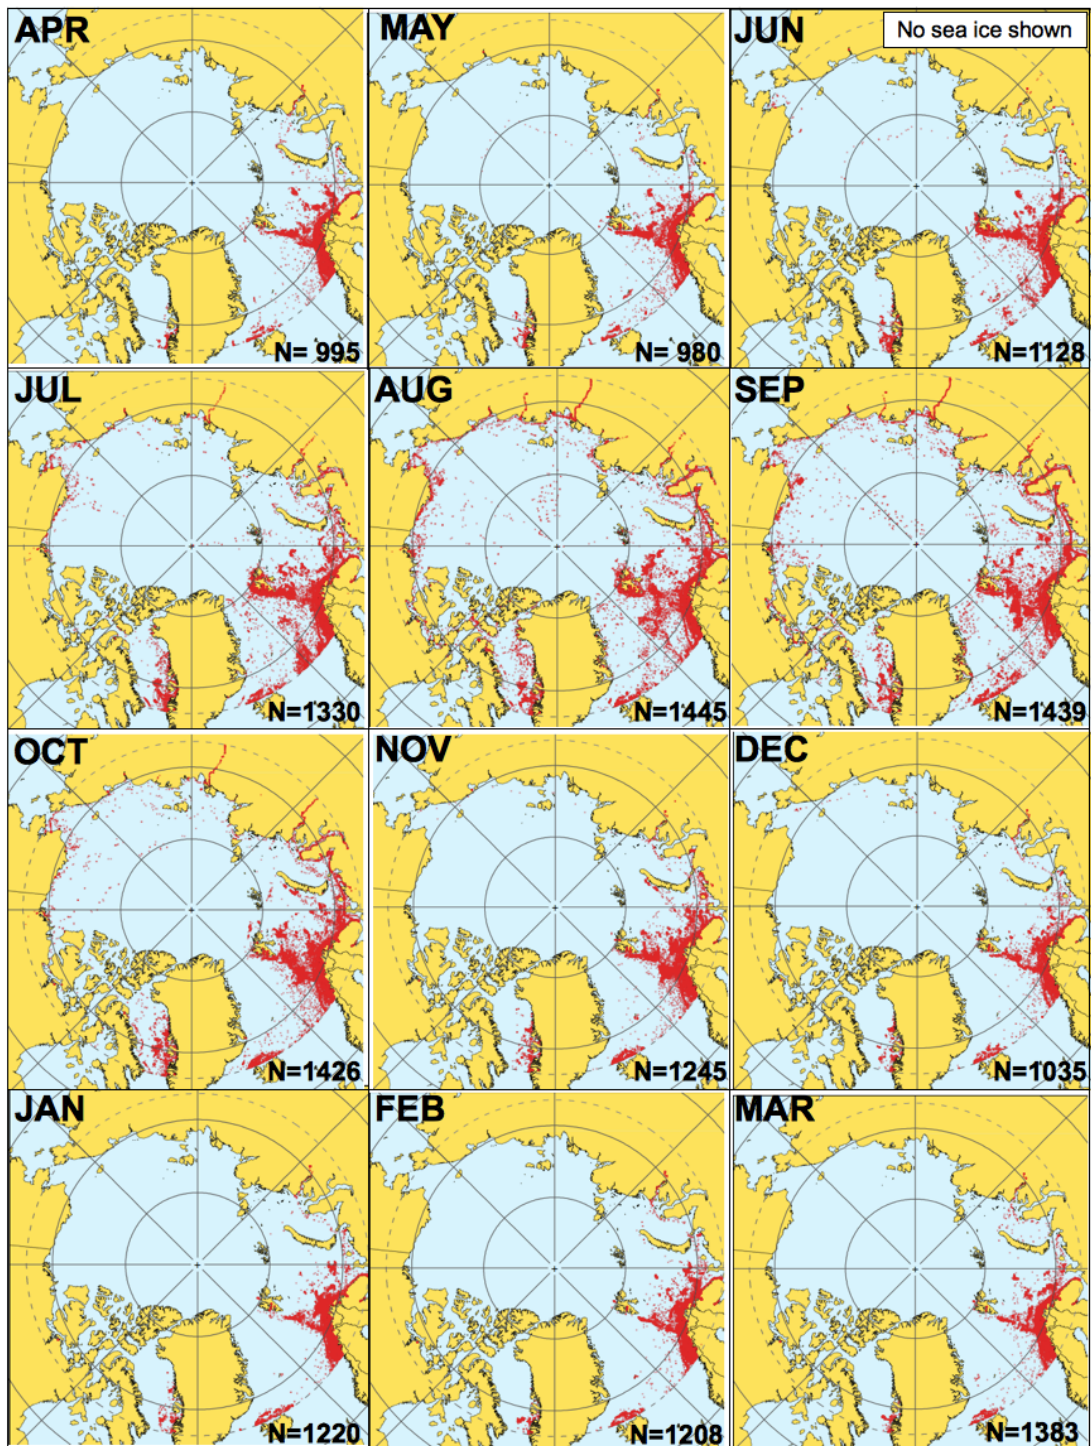 APR
MAY
JUN
No sea ice shown
N= 995
N= 980
N=1128
JUL
AUG
SEP
N=1330
N=1445
N=1439
OCT
NOV
DEC
N=1426
N=1245
N=1035
JAN
FEB
MAR
N=1220
N=1208
N=1383